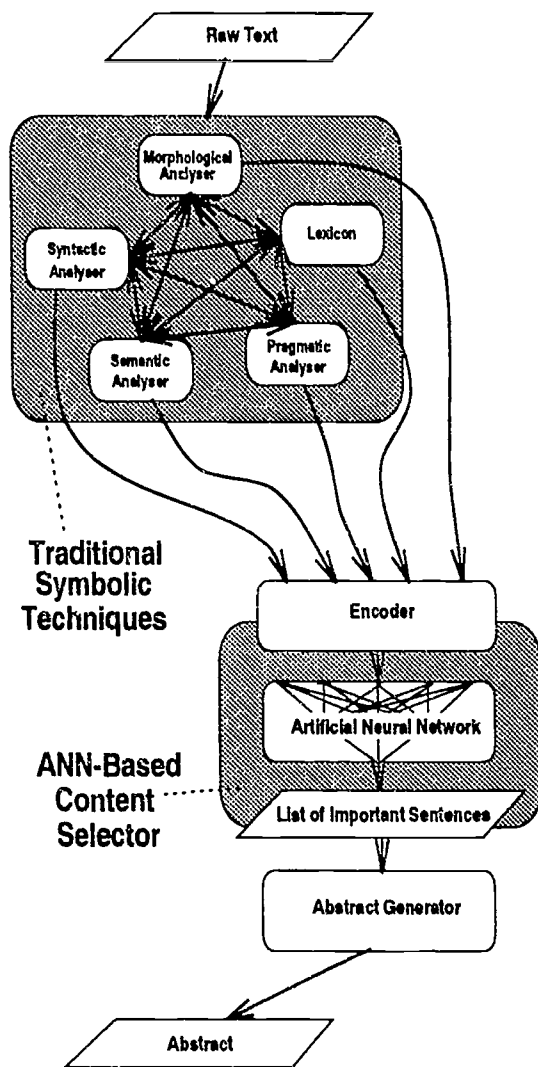 Raw Text
Morphological
Analyser
Lexicon
Syntactic
Analyser
Semantic
Analyser
Pragmatic
Analyser
Traditional
Symbolic
Techniques
Encoder
Artificial Neural Network
ANN-Based
Content
Selector
List of Important Sentences
Abstract Generator
Abstract